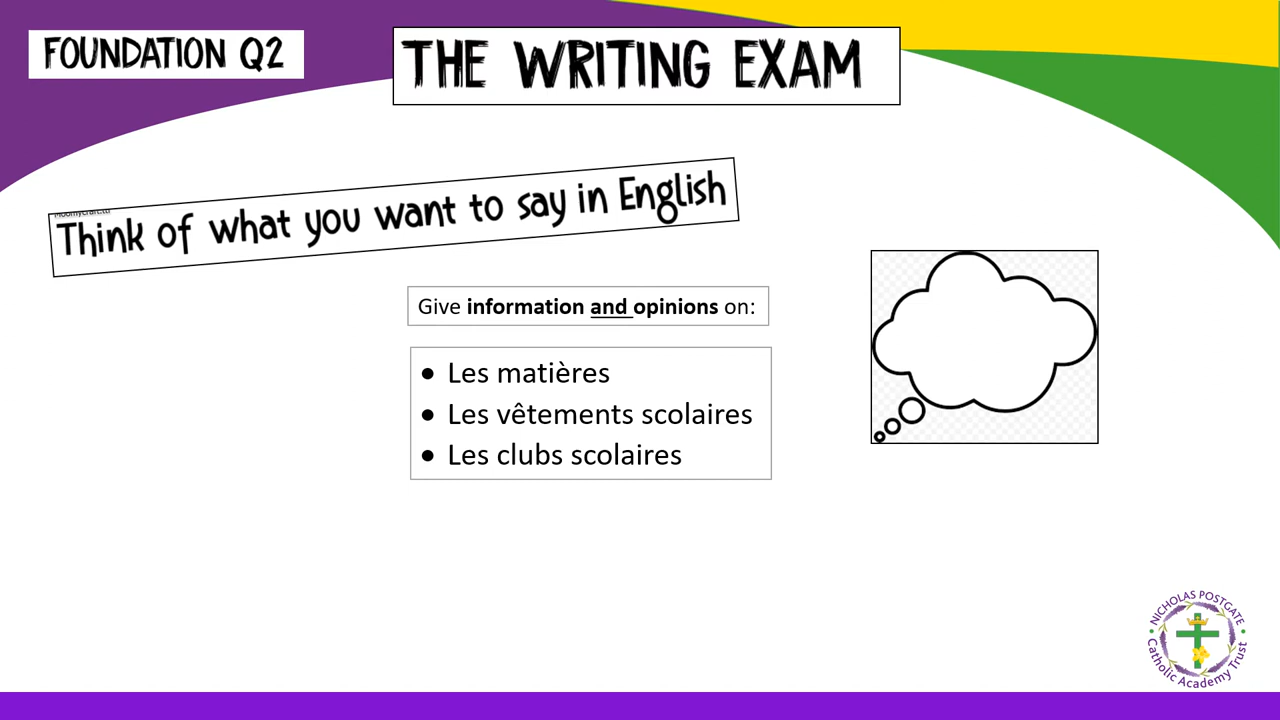 FOUNDATION Q2
THE WRITING EXAM
Think of what you want to say in English
Give information and opinions on:
• Les matières
• Les vêtements scolaires
• Les clubs scolaires
NICHOLAS POSTGATE
Catholic Academy Trust